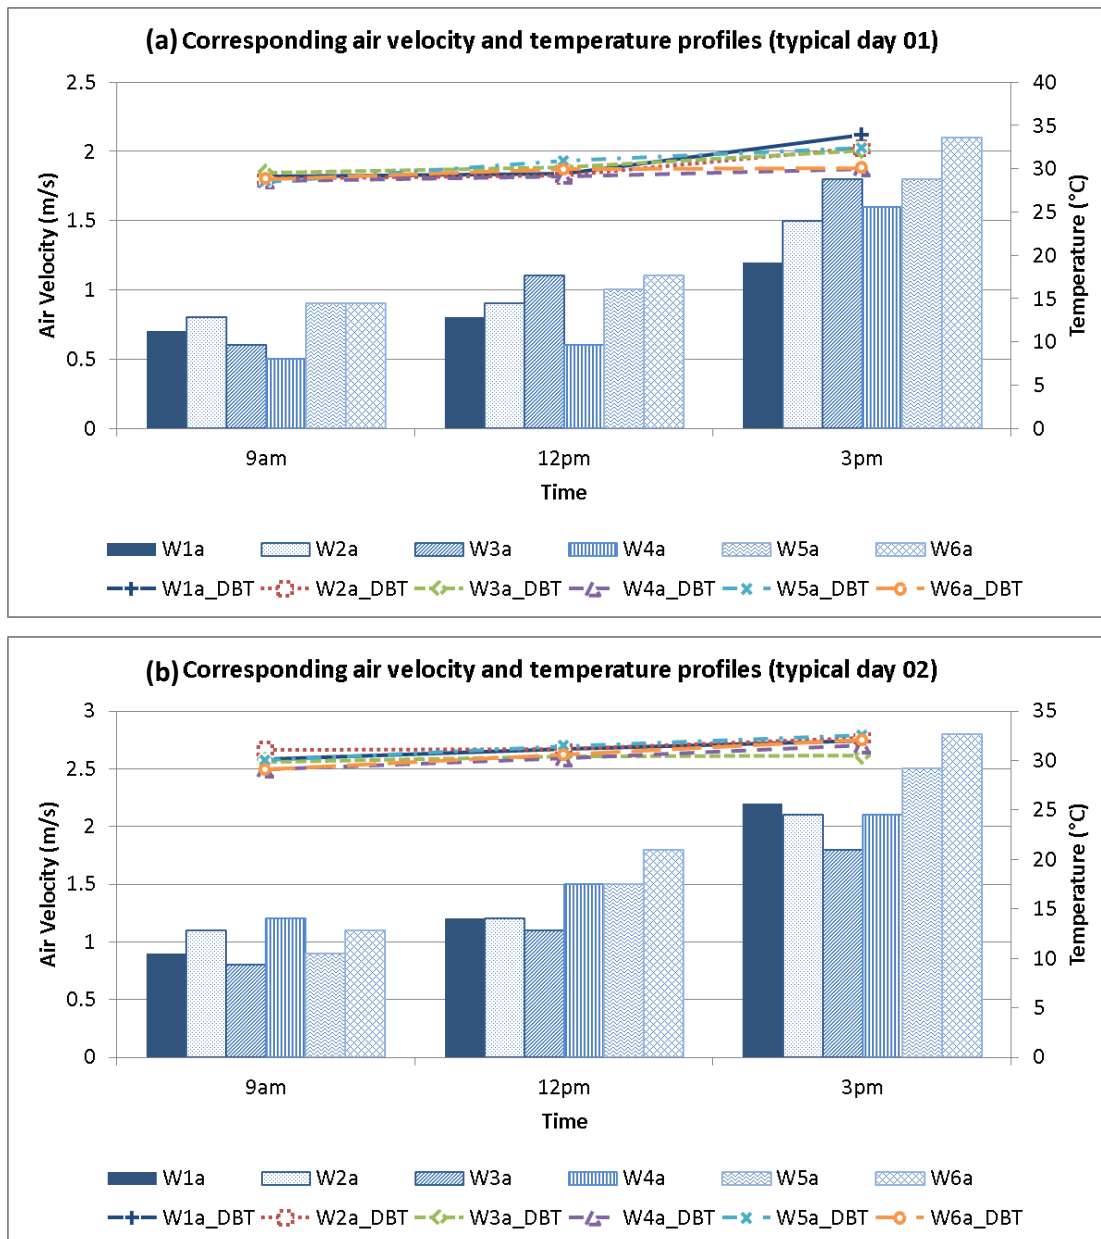 (a) Corresponding air velocity and temperature profiles (typical day 01)
2.5
2
1.5
1
0.5
0
Air Velocity (m/s)
40
35
30
25
20
15
10
5
0
Temperature (°C)
9am 12pm 3pm
Time
W1a W2a W3a W4a W5a W6a
W1a_DBT W2a_DBT W3a_DBT W4a_DBT W5a_DBT W6a_DBT
(b) Corresponding air velocity and temperature profiles (typical day 02)
3
2.5
2
1.5
1
0.5
0
Air Velocity (m/s)
35
30
25
20
15
10
5
0
Temperature (°C)
9am 12pm 3pm
Time
W1a W2a W3a W4a W5a W6a
W1a_DBT W2a_DBT W3a_DBT W4a_DBT W5a_DBT W6a_DBT